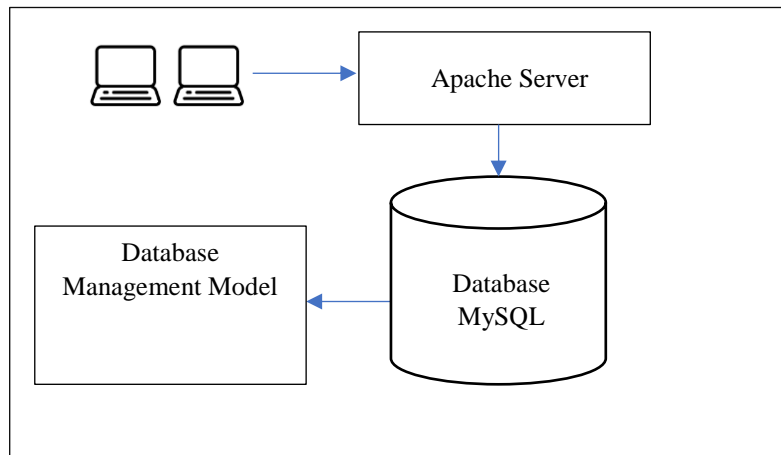 Apache Server
Database
Management Model
Database
MySQL